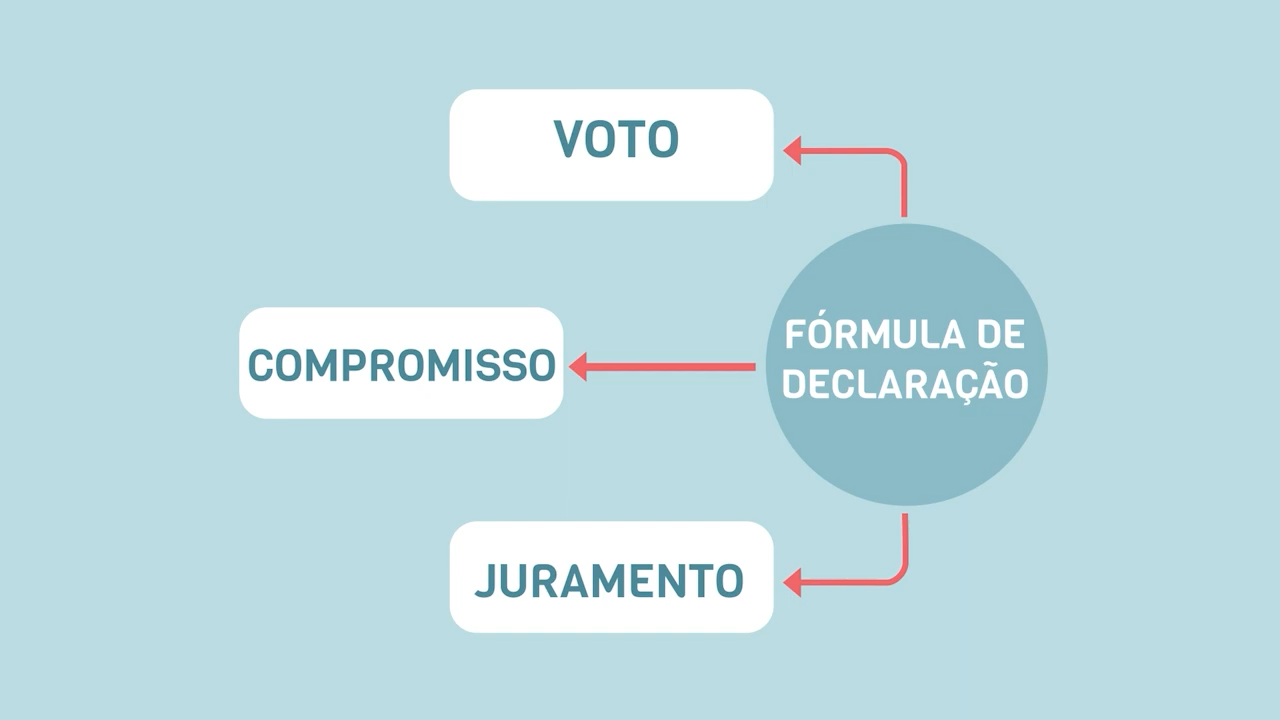 VOTO
FÓRMULA DE
DECLARAÇÃO
COMPROMISSO
JURAMENTO